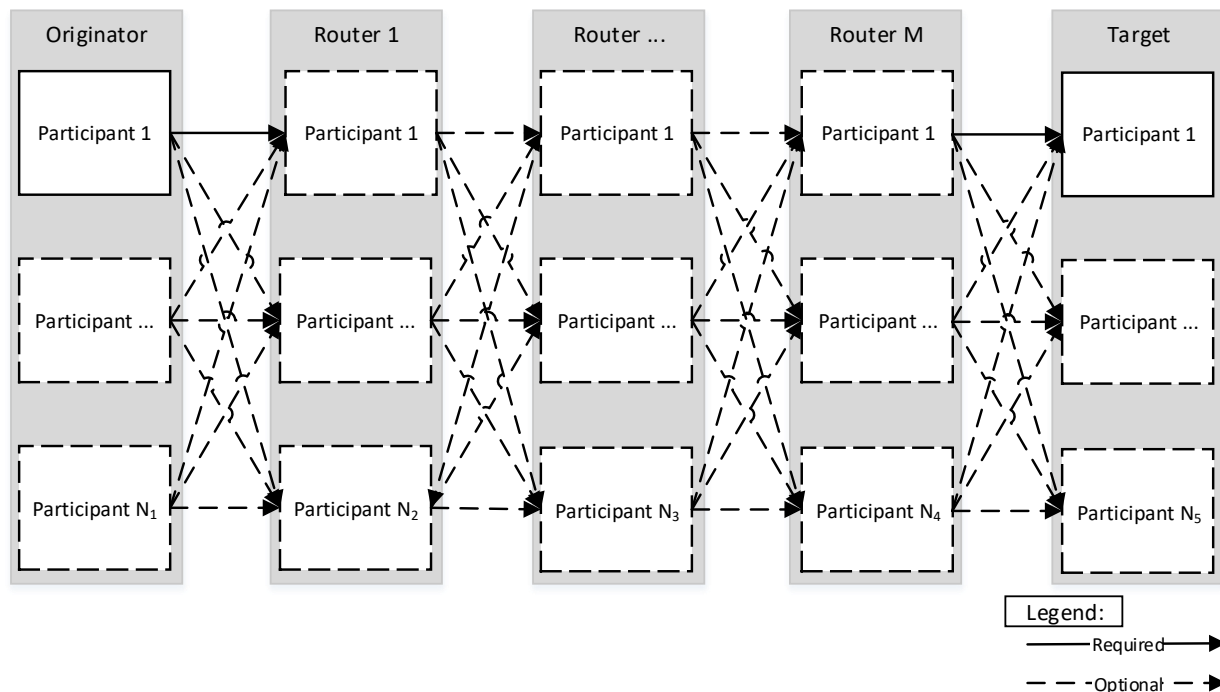 Originator Router 1 Router ... Router M Target
Participant 1 Participant 1 Participant 1 Participant 1 Participant 1
Participant ... Participant ... Participant ... Participant ... Participant ...
Participant N₁ Participant N₂ Participant N₃ Participant N₄ Participant N₅
Legend:
Required
Optional